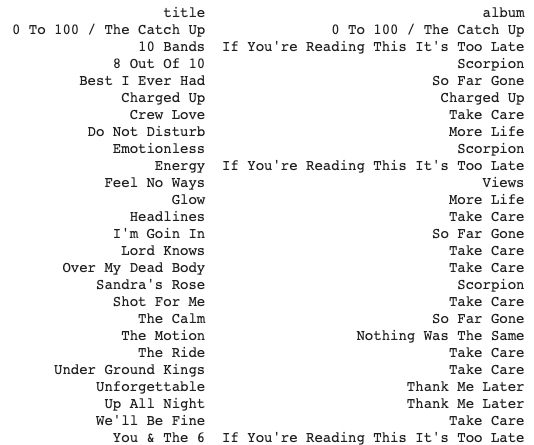 title album
0 To 100 / The Catch Up 0 To 100 / The Catch Up
10 Bands If You're Reading This It's Too Late
8 Out Of 10 Scorpion
Best I Ever Had So Far Gone
Charged Up Charged Up
Crew Love Take Care
Do Not Disturb More Life
Emotionless Scorpion
Energy If You're Reading This It's Too Late
Feel No Ways Views
Glow More Life
Headlines Take Care
I'm Goin In So Far Gone
Lord Knows Take Care
Over My Dead Body Take Care
Sandra's Rose Scorpion
Shot For Me Take Care
The Calm So Far Gone
The Motion Nothing Was The Same
The Ride Take Care
Under Ground Kings Take Care
Unforgettable Thank Me Later
Up All Night Thank Me Later
We'll Be Fine Take Care
You & The 6 If You're Reading This It's Too Late